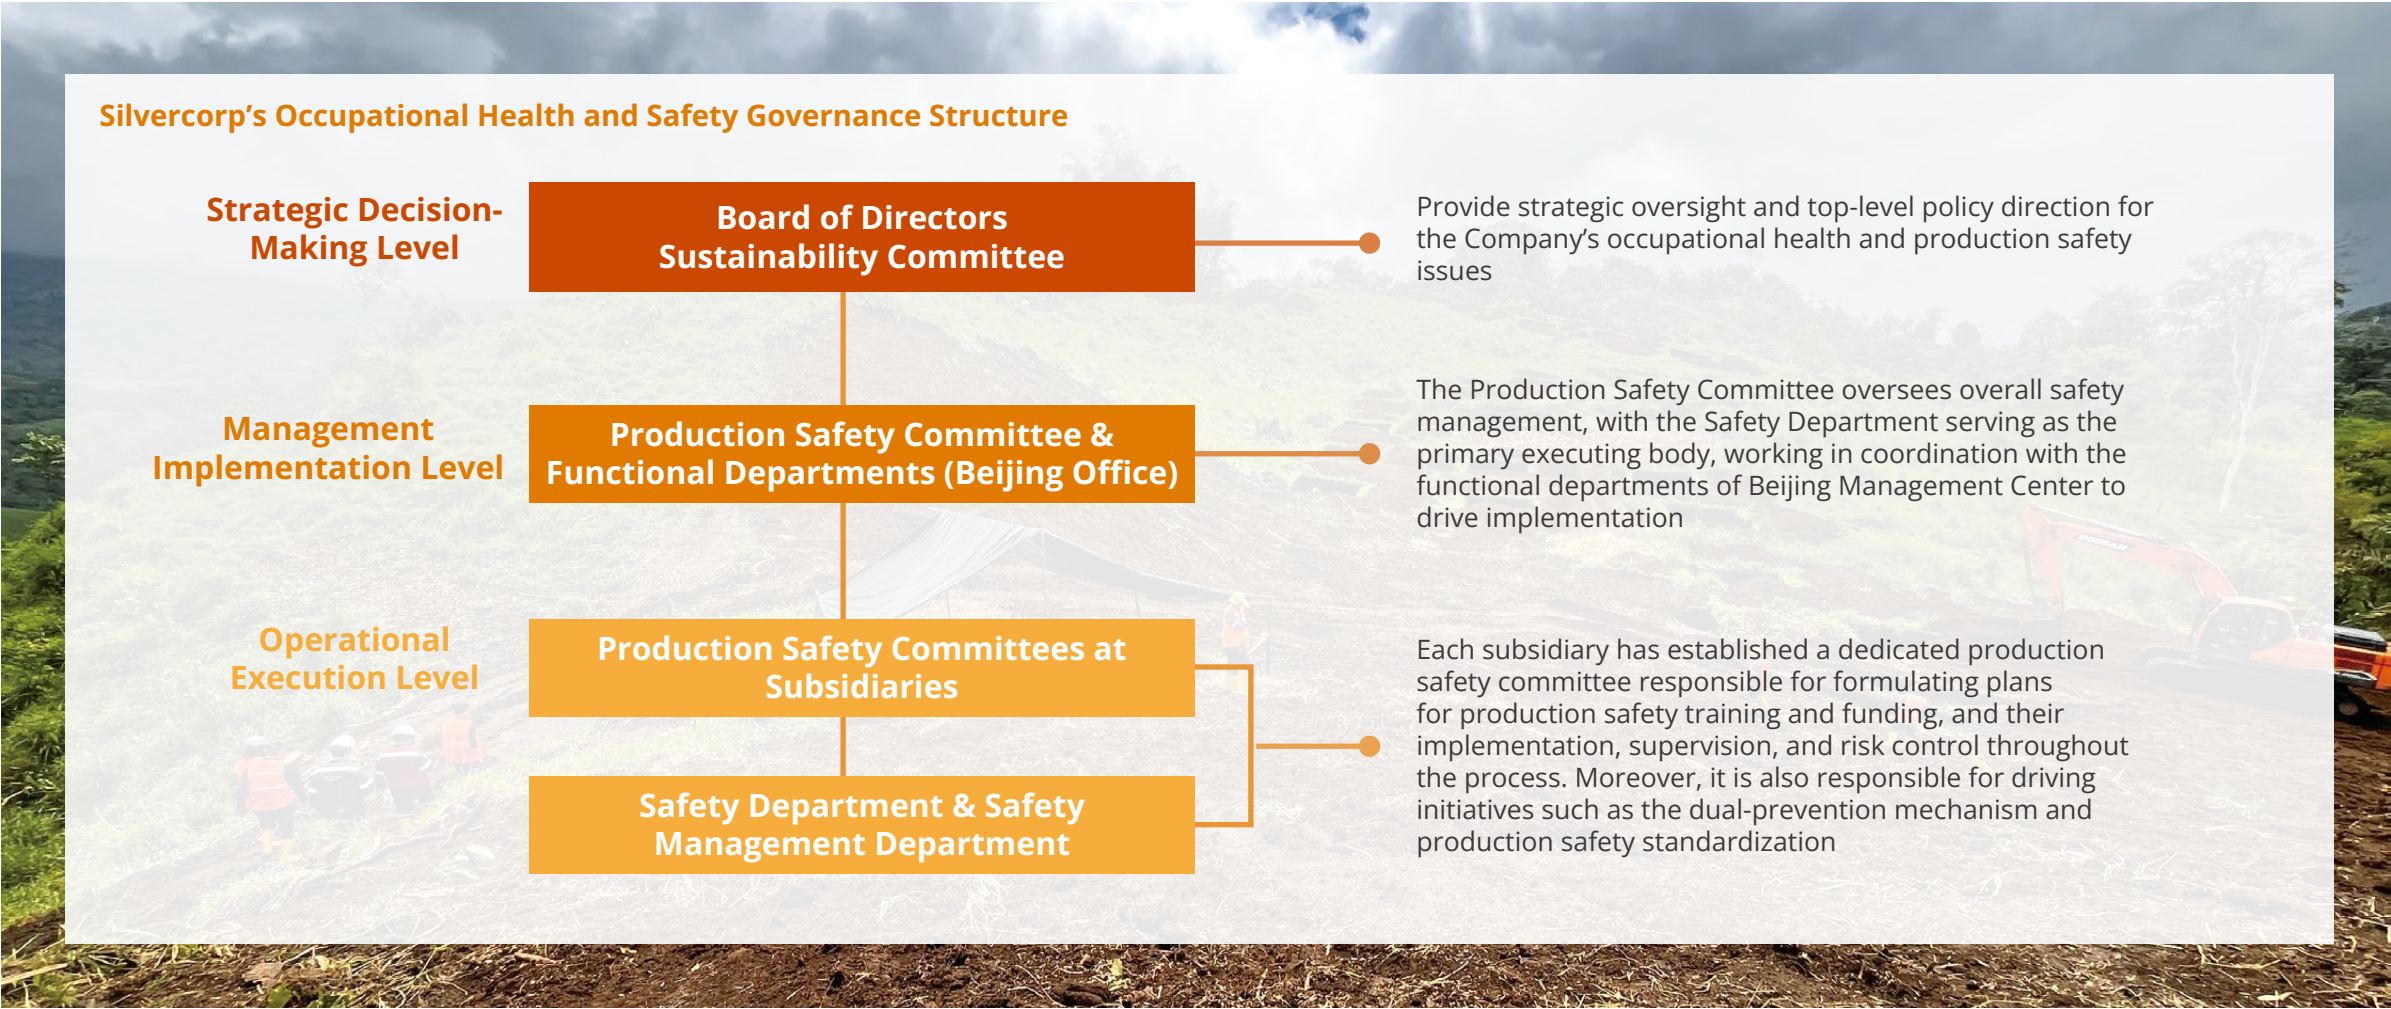 Silvercorp’s Occupational Health and Safety Governance Structure
Strategic Decision-
Making Level
Board of Directors
Sustainability Committee
Provide strategic oversight and top-level policy direction for
the Company’s occupational health and production safety
issues
Management
Implementation Level
Production Safety Committee &
Functional Departments (Beijing Office)
The Production Safety Committee oversees overall safety
management, with the Safety Department serving as the
primary executing body, working in coordination with the
functional departments of Beijing Management Center to
drive implementation
Operational
Execution Level
Production Safety Committees at
Subsidiaries
Safety Department & Safety
Management Department
Each subsidiary has established a dedicated production
safety committee responsible for formulating plans
for production safety training and funding, and their
implementation, supervision, and risk control throughout
the process. Moreover, it is also responsible for driving
initiatives such as the dual-prevention mechanism and
production safety standardization